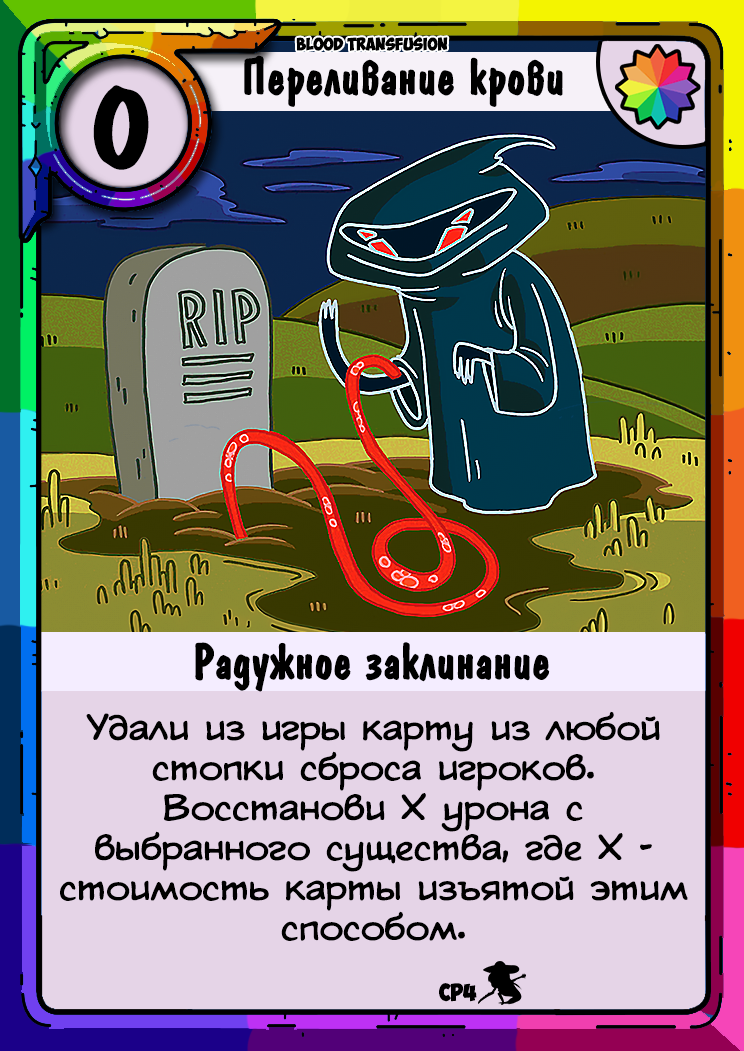 BLOOD TRANSFUSION
Переливание крови
0
RIP
Радужное заклинание
Удали из игры карту из любой
стопки сброса игроков.
Восстанови X урона с
выбранного существа, где X -
стоимость карты изъятой этим
способом.
CP4